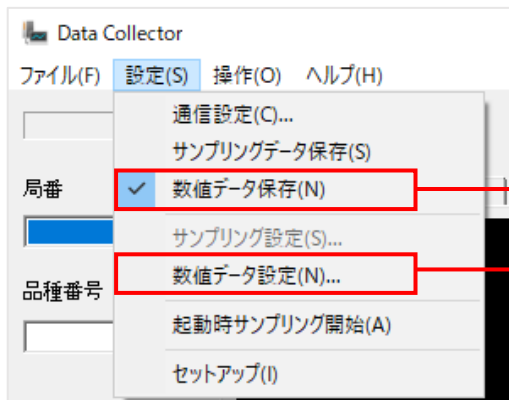 Data Collector
ファイル(F) 設定(S) 操作(O) ヘルプ(H)
通信設定(C)...
サンプリングデータ保存(S)
局番
✓ 数値データ保存(N)
サンプリング設定(S)...
数値データ設定(N)...
品種番号
起動時サンプリング開始(A)
セットアップ(I)